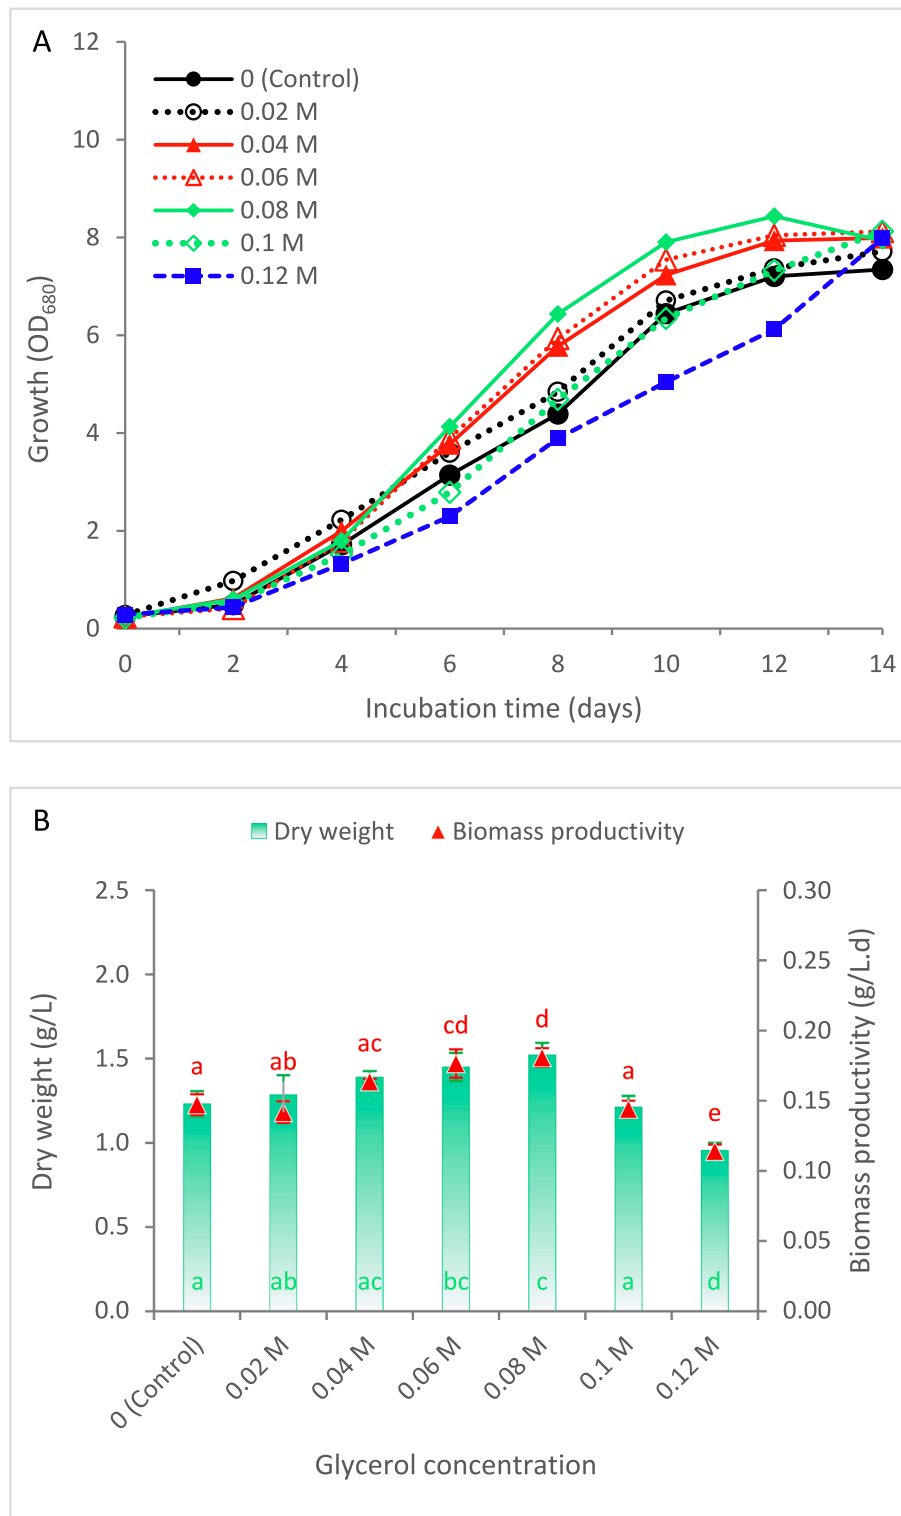 A
12
10
8
6
4
2
0
Growth (OD680)
0 (Control)
0.02 M
0.04 M
0.06 M
0.08 M
0.1 M
0.12 M
0 2 4 6 8 10 12 14
Incubation time (days)
B
Dry weight Biomass productivity
2.5
2.0
1.5
1.0
0.5
0.0
Dry weight (g/L)
a ab ac cd d a e
a ab ac bc c a d
0.30
0.25
0.20
0.15
0.10
0.05
0.00
Biomass productivity (g/L.d)
0 (Control) 0.02 M 0.04 M 0.06 M 0.08 M 0.1 M 0.12 M
Glycerol concentration